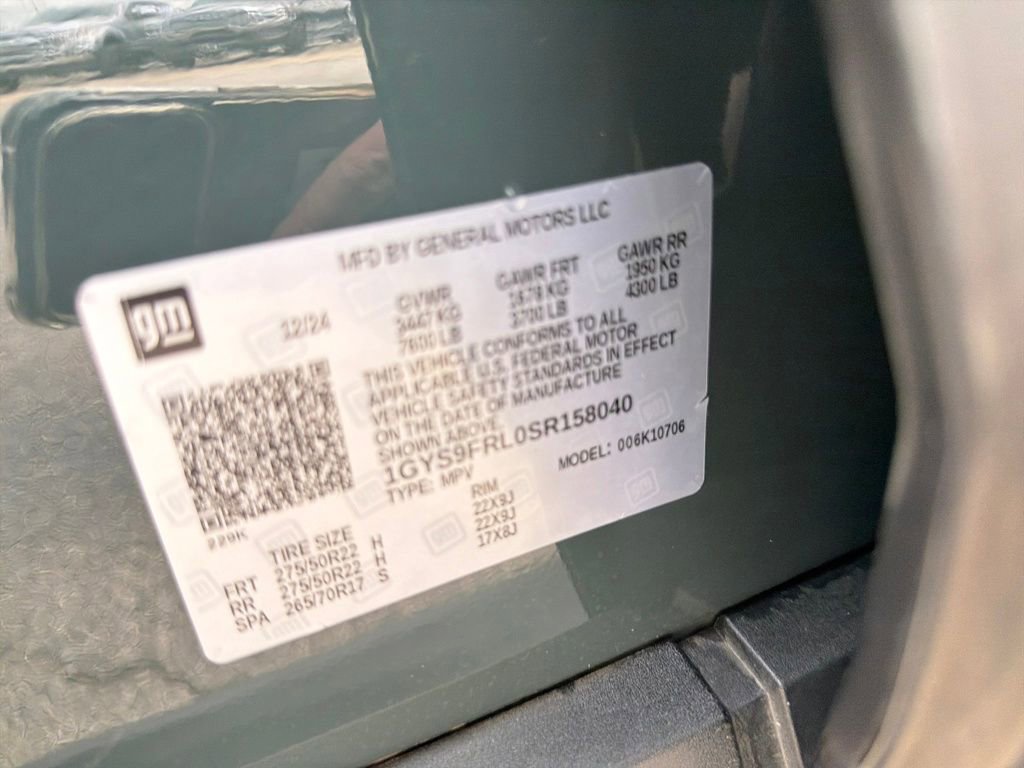 MFD BY GENERAL MOTORS LLC
gm
12/24
GVWR GAWR FRT GAWR RR
3447 KG 1678 KG 1950 KG
7600 LB 3700 LB 4300 LB
THIS VEHICLE CONFORMS TO ALL
APPLICABLE U.S. FEDERAL MOTOR
VEHICLE SAFETY STANDARDS IN EFFECT
ON THE DATE OF MANUFACTURE
SHOWN ABOVE.
1GYS9FRL0SR158040
TYPE: MPV MODEL: 006K10706
229K
TIRE SIZE RIM
FRT 275/50R22 H 22X9J
RR 275/50R22 H 22X9J
SPA 265/70R17 S 17X8J